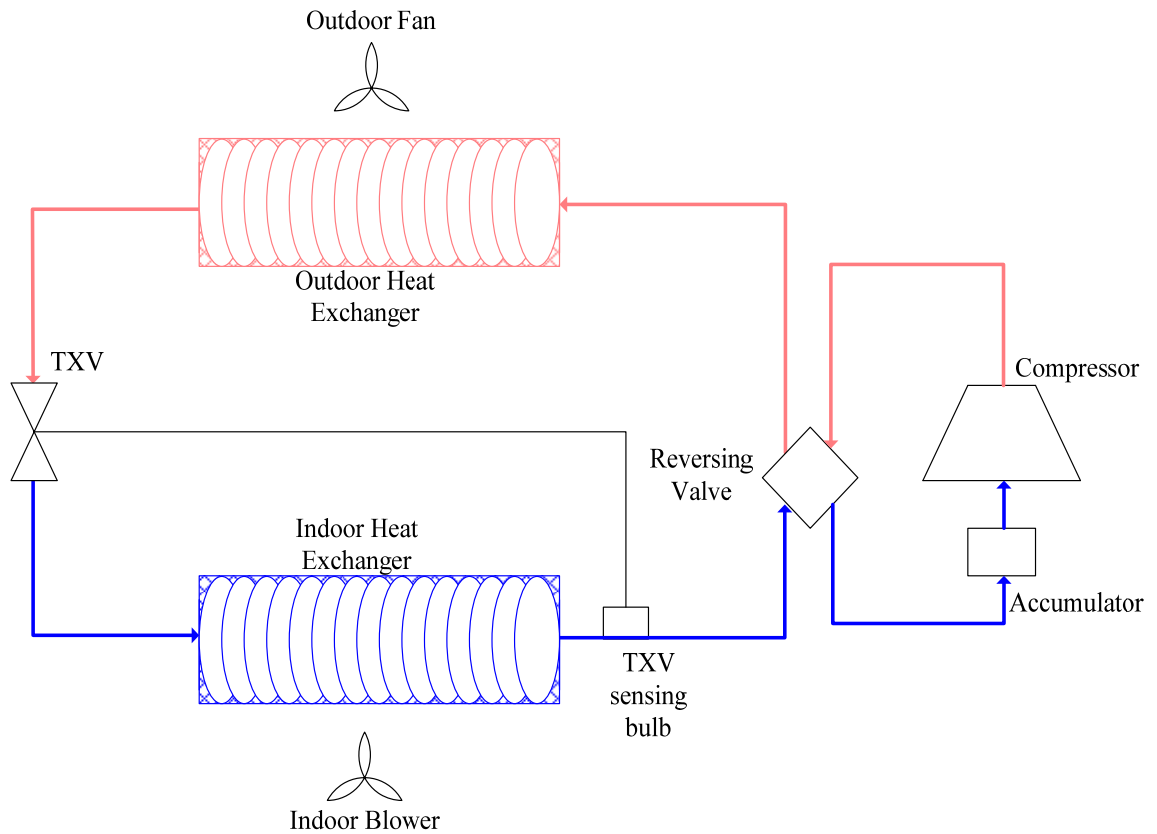 Outdoor Fan
Outdoor Heat
Exchanger
TXV
Compressor
Reversing
Valve
Indoor Heat
Exchanger
Accumulator
TXV
sensing
bulb
Indoor Blower